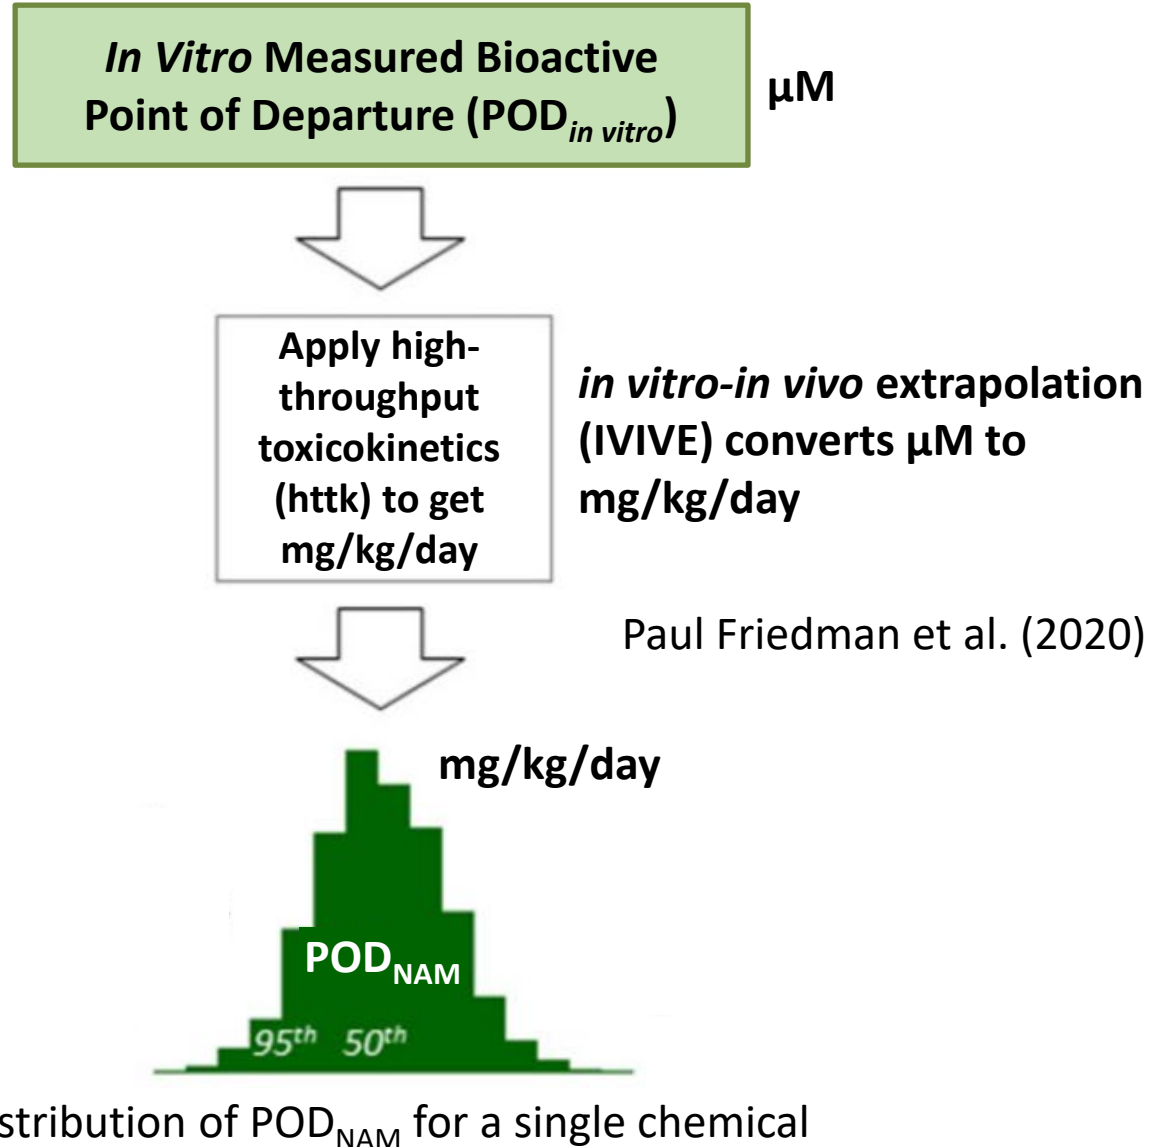 In Vitro Measured Bioactive
Point of Departure (POD in vitro)
µM
Apply high-
throughput
toxicokinetics
(httk) to get
mg/kg/day
in vitro-in vivo extrapolation
(IVIVE) converts µM to
mg/kg/day
Paul Friedman et al. (2020)
mg/kg/day
POD NAM
95th 50th
stribution of POD NAM for a single chemical